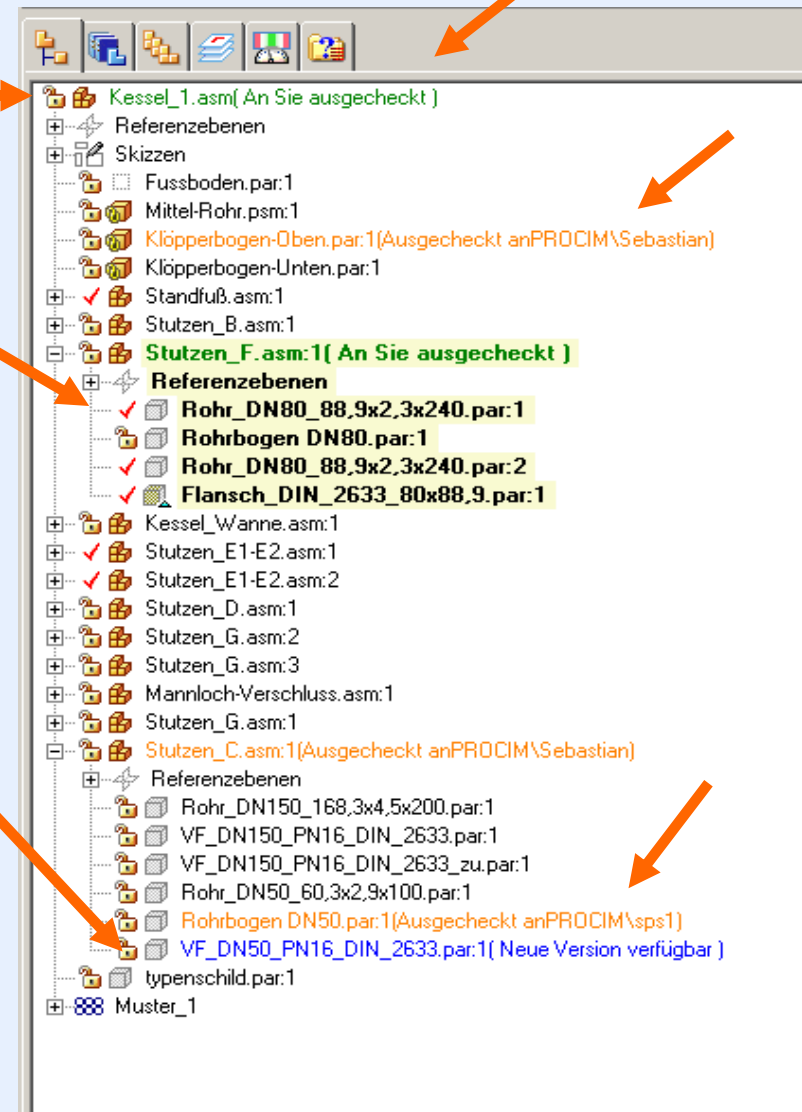 Kessel_1.asm( An Sie ausgecheckt )
Referenzebenen
Skizzen
Fussboden.par:1
Mittel-Rohr.psm:1
Klöpperbogen-Oben.par:1(Ausgecheckt anPROCIM\Sebastian)
Klöpperbogen-Unten.par:1
Standfuß.asm:1
Stutzen_B.asm:1
Stutzen_F.asm:1( An Sie ausgecheckt )
Referenzebenen
Rohr_DN80_88,9x2,3x240.par:1
Rohrbogen DN80.par:1
Rohr_DN80_88,9x2,3x240.par:2
Flansch_DIN_2633_80x88,9.par:1
Kessel_Wanne.asm:1
Stutzen_E1-E2.asm:1
Stutzen_E1-E2.asm:2
Stutzen_D.asm:1
Stutzen_G.asm:2
Stutzen_G.asm:3
Mannloch-Verschluss.asm:1
Stutzen_G.asm:1
Stutzen_C.asm:1(Ausgecheckt anPROCIM\Sebastian)
Referenzebenen
Rohr_DN150_168,3x4,5x200.par:1
VF_DN150_PN16_DIN_2633.par:1
VF_DN150_PN16_DIN_2633_zu.par:1
Rohr_DN50_60,3x2,9x100.par:1
Rohrbogen DN50.par:1(Ausgecheckt anPROCIM\sps1)
VF_DN50_PN16_DIN_2633.par:1( Neue Version verfügbar )
typenschild.par:1
Muster_1